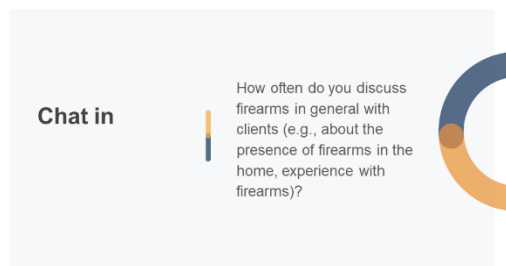 Chat in
How often do you discuss
firearms in general with
clients (e.g., about the
presence of firearms in the
home, experience with
firearms)?